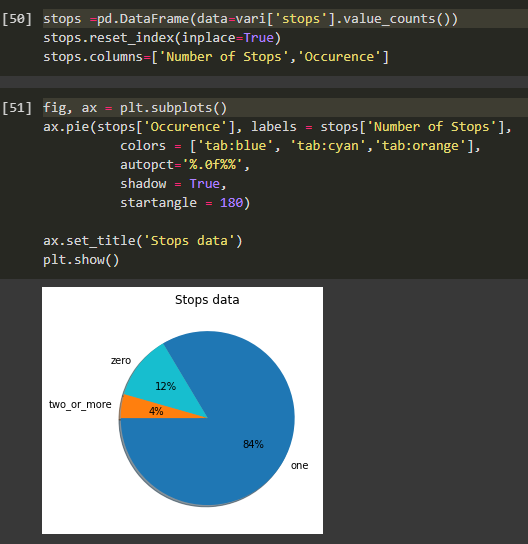 [50] stops =pd.DataFrame(data=vari['stops'].value_counts())
stops.reset_index(inplace=True)
stops.columns=['Number of Stops','Occurence']
[51] fig, ax = plt.subplots()
ax.pie(stops['Occurence'], labels = stops['Number of Stops'],
colors = ['tab:blue', 'tab:cyan','tab:orange'],
autopct='%.0f%%',
shadow = True,
startangle = 180)
ax.set_title('Stops data')
plt.show()
Stops data
zero
12%
two_or_more
4%
84%
one